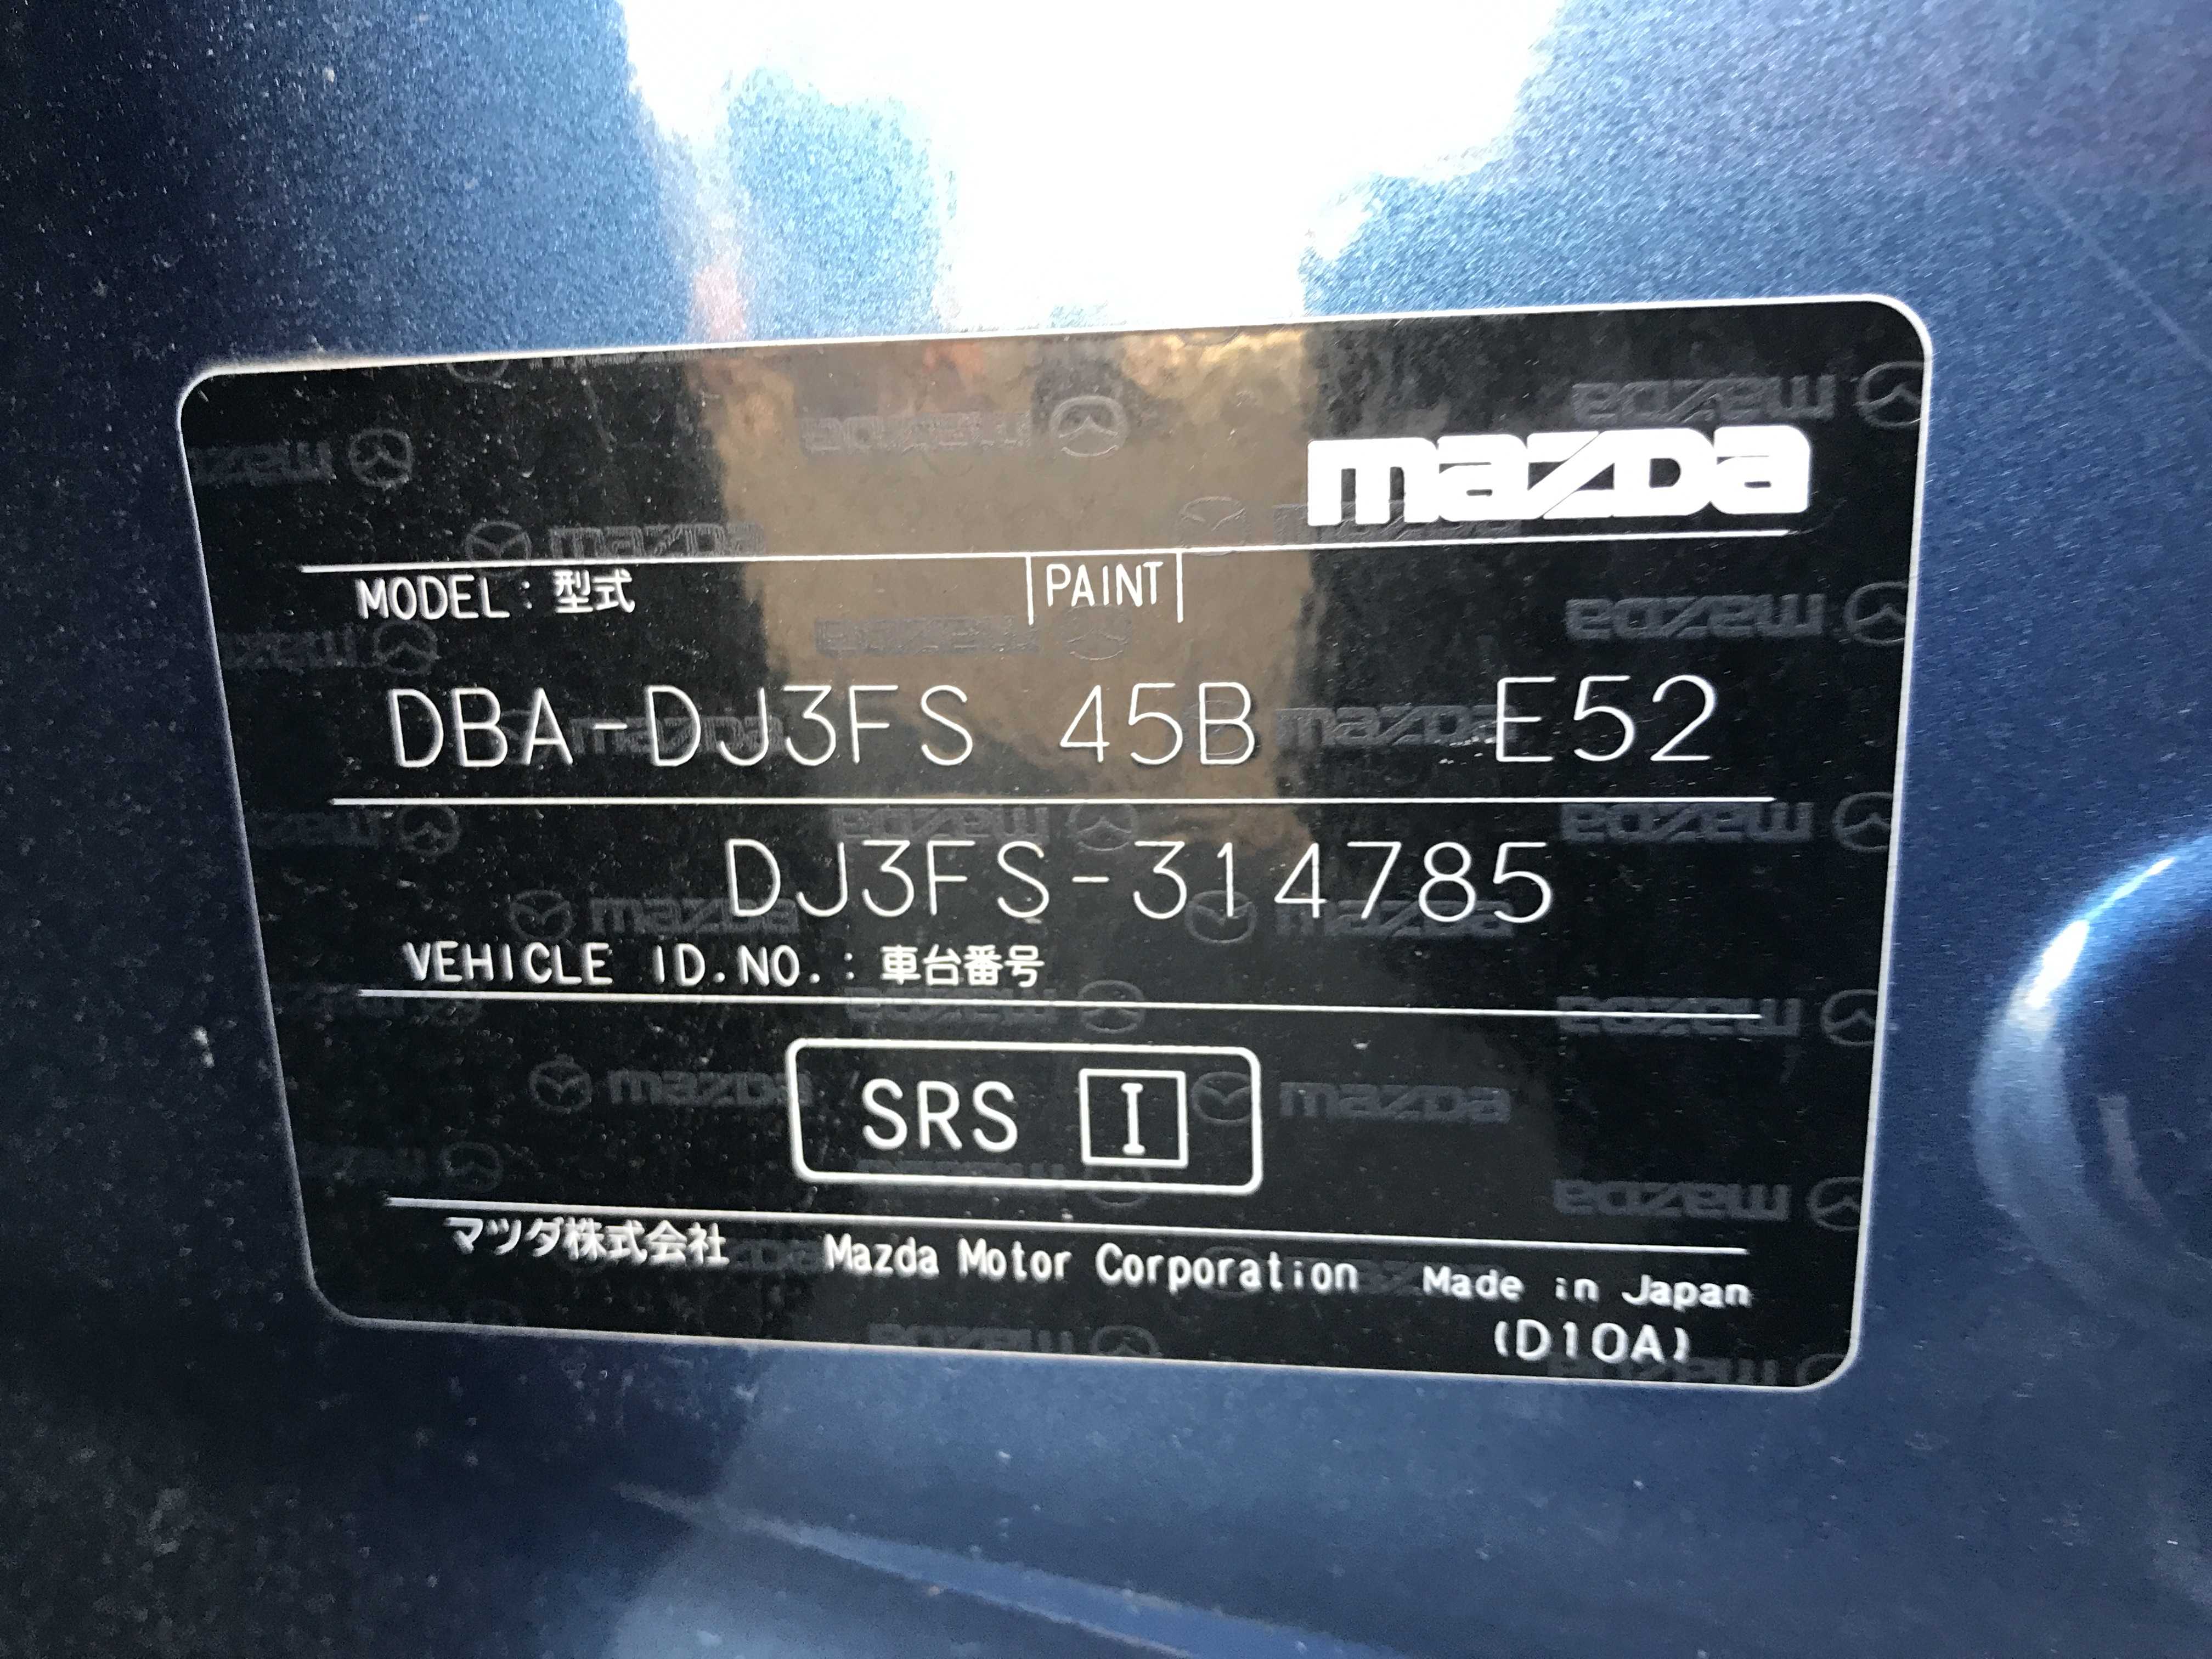 mazda
MODEL: 型式 PAINT
DBA-DJ3FS 45B E52
DJ3FS-314785
VEHICLE ID.NO.: 車台番号
SRS I
マツダ株式会社 Mazda Motor Corporation Made in Japan
(D10A)